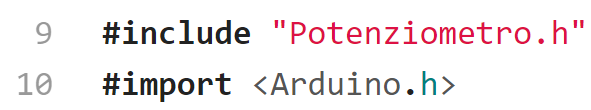 9 #include "Potenziometro.h"
10 #import <Arduino.h>